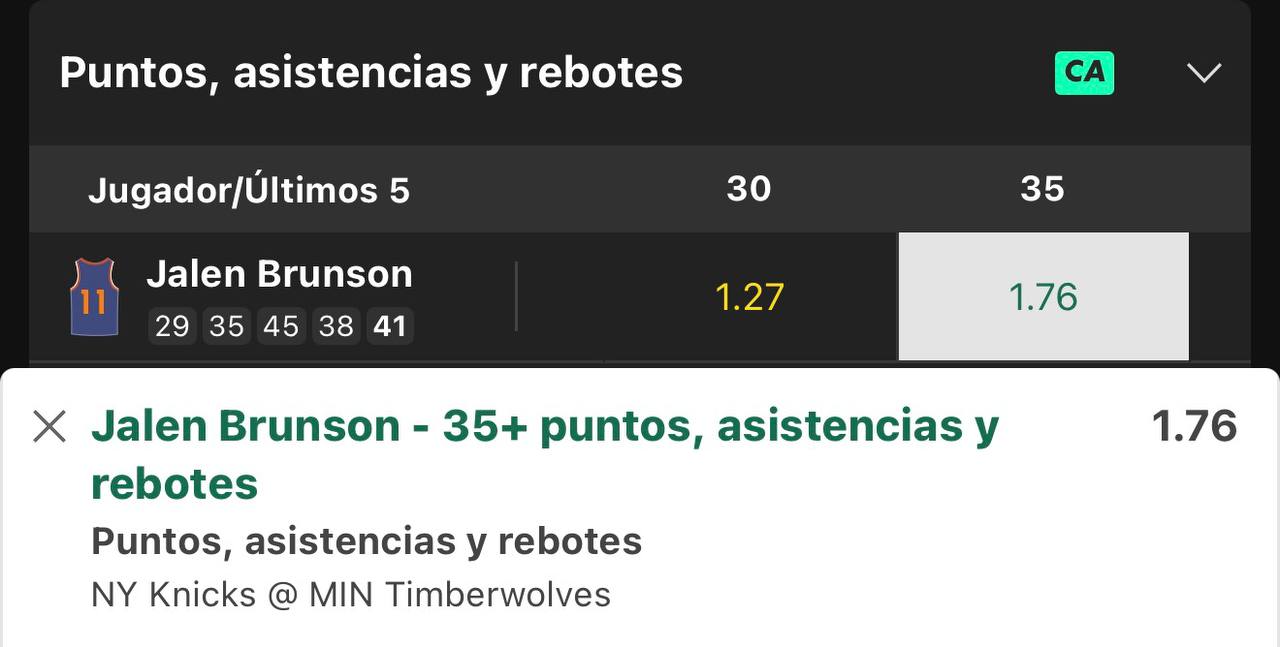 Puntos, asistencias y rebotes CA
Jugador/Últimos 5 30 35
11 Jalen Brunson 1.27 1.76
29 35 45 38 41
Jalen Brunson - 35+ puntos, asistencias y 1.76
rebotes
Puntos, asistencias y rebotes
NY Knicks @ MIN Timberwolves